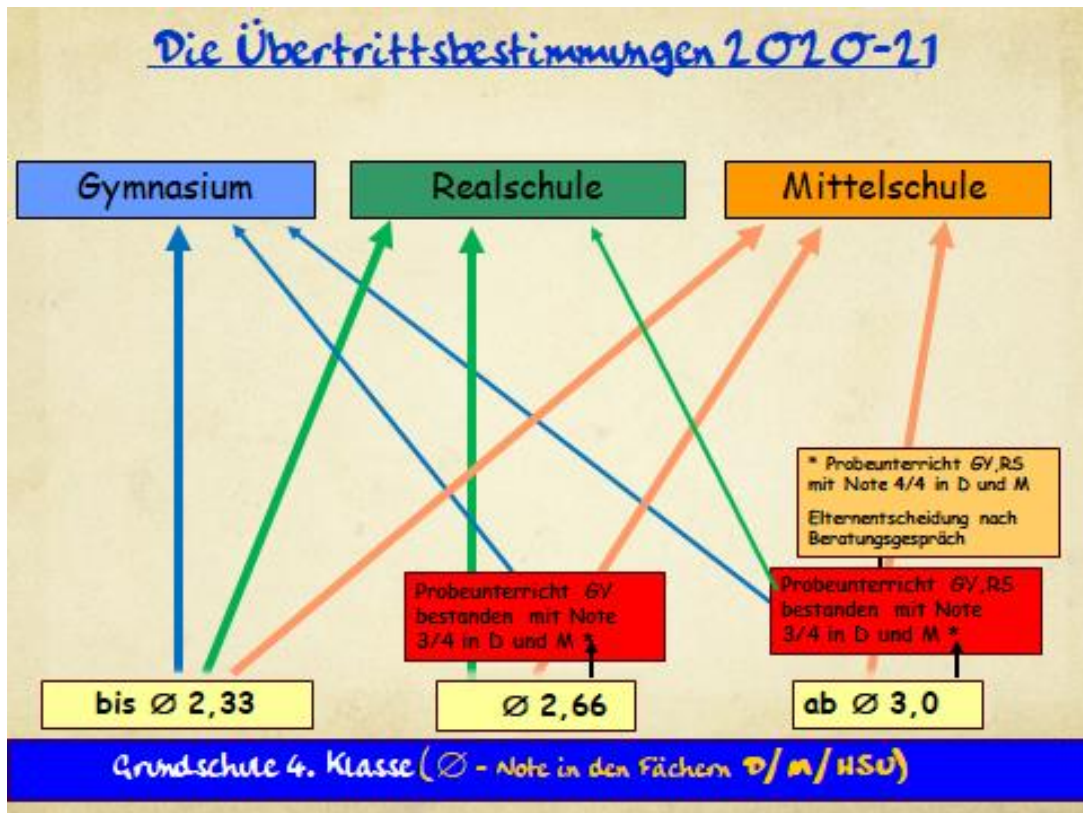 Die Übertrittsbestimmungen 2020-21
Gymnasium
Realschule
Mittelschule
* Probeunterricht GY,RS
mit Note 4/4 in D und M
Elternentscheidung nach
Beratungsgespräch
Probeunterricht GY
bestanden mit Note
3/4 in D und M *
Probeunterricht GY,RS
bestanden mit Note
3/4 in D und M *
bis ∅ 2,33
∅ 2,66
ab ∅ 3,0
Grundschule 4. Klasse (∅ - Note in den Fächern D/M/HSU)